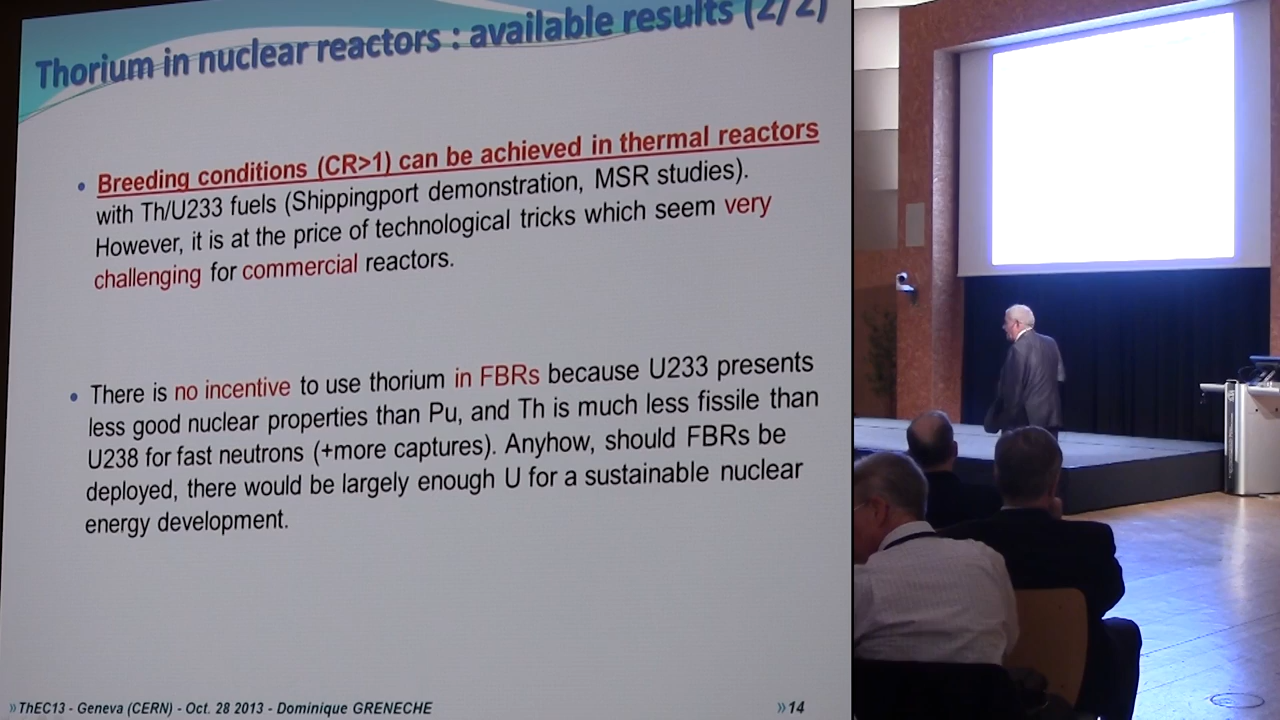 Thorium in nuclear reactors : available results (2/2)
• Breeding conditions (CR>1) can be achieved in thermal reactors
with Th/U233 fuels (Shippingport demonstration, MSR studies).
However, it is at the price of technological tricks which seem very
challenging for commercial reactors.
• There is no incentive to use thorium in FBRs because U233 presents
less good nuclear properties than Pu, and Th is much less fissile than
U238 for fast neutrons (+more captures). Anyhow, should FBRs be
deployed, there would be largely enough U for a sustainable nuclear
energy development.
»ThEC13 - Geneva (CERN) - Oct. 28 2013 - Dominique GRENECHE
»14